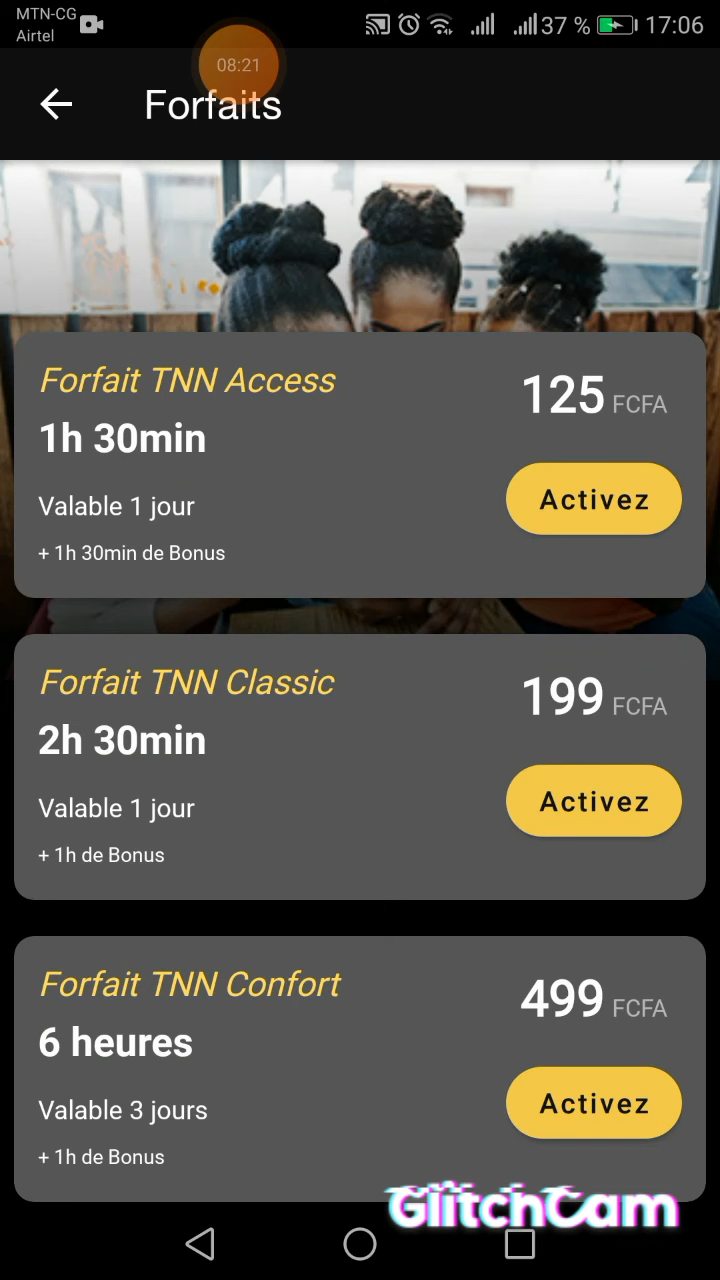 MTN-CG
Airtel
37 % 17:06
08:21
Forfaits
Forfait TNN Access
125 FCFA
1h 30min
Activez
Valable 1 jour
+ 1h 30min de Bonus
Forfait TNN Classic
199 FCFA
2h 30min
Activez
Valable 1 jour
+ 1h de Bonus
Forfait TNN Confort
499 FCFA
6 heures
Activez
Valable 3 jours
+ 1h de Bonus
GlitchCam